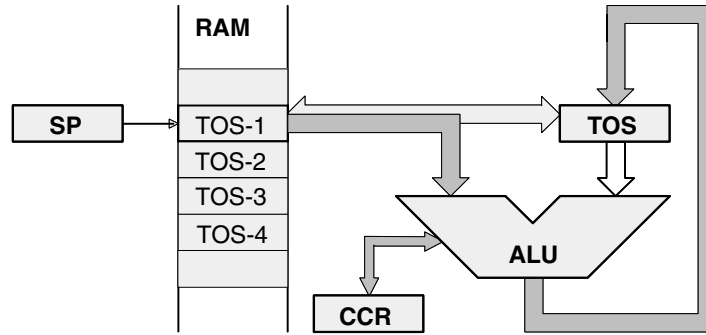 RAM
SP
TOS-1
TOS
TOS-2
TOS-3
TOS-4
ALU
CCR